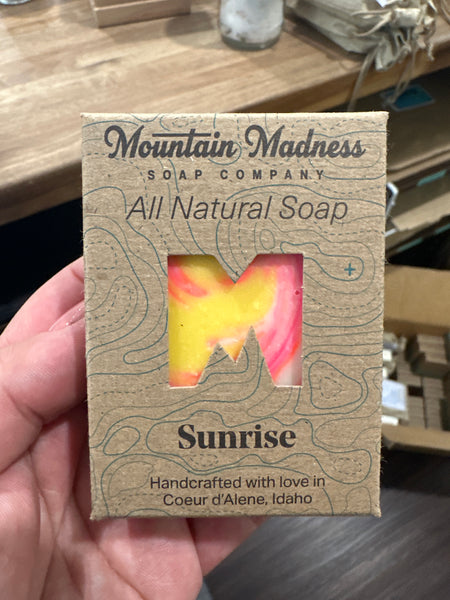 Mountain Madness
SOAP COMPANY
All Natural Soap
Sunrise
Handcrafted with love in
Coeur d'Alene, Idaho